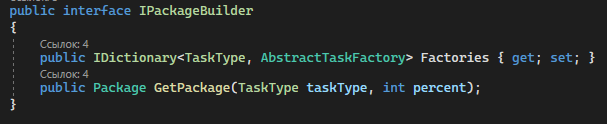 public interface IPackageBuilder
{
Ссылок: 4
public IDictionary<TaskType, AbstractTaskFactory> Factories { get; set; }
Ссылок: 4
public Package GetPackage(TaskType taskType, int percent);
}